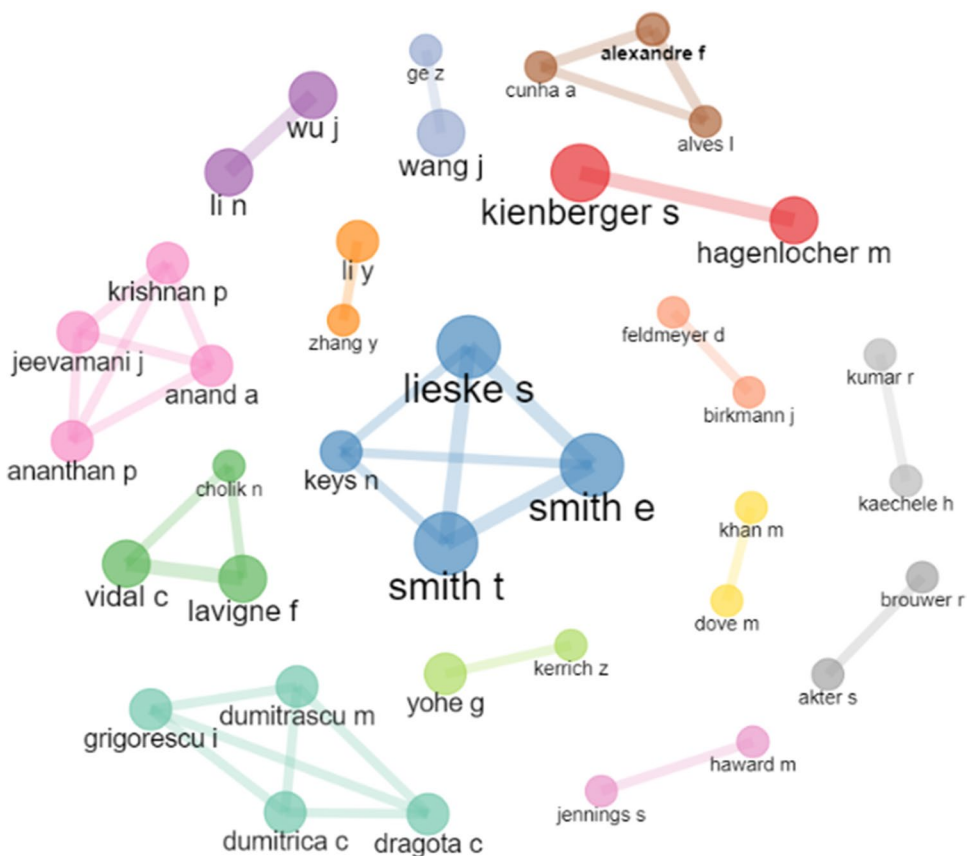 alexandre f
ge z
cunha a
wu j
alves l
wang j
li n
kienberger s
hagenlocher m
li y
krishnan p
feldmeyer d
zhang y
jeevamani j
kumar r
lieske s
anand a
birkmann j
ananthan p
keys n
cholik n
kaechele h
smith e
khan m
smith t
vidal c
brouwer r
lavigne f
dove m
kerrich z
yohe g
akter s
dumitrascu m
grigorescu i
haward m
jennings s
dumitrica c
dragota c